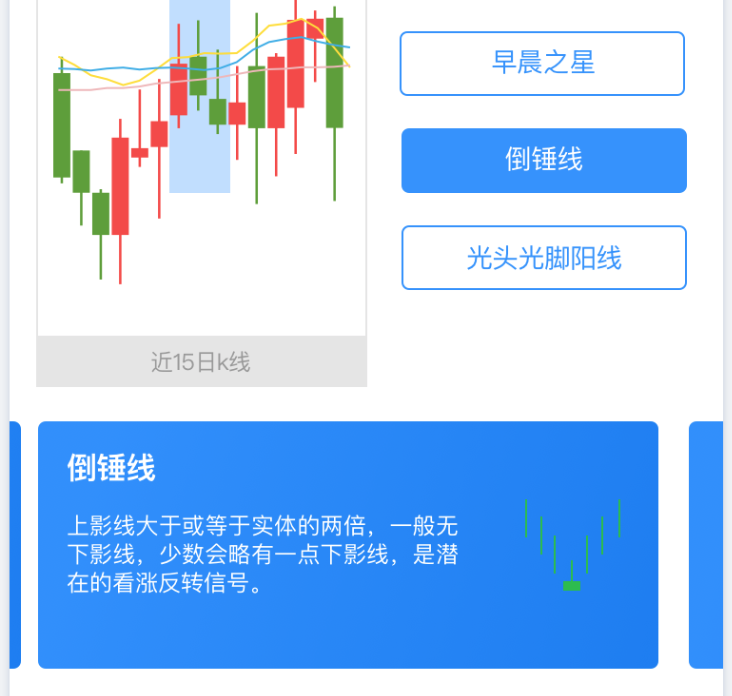 早晨之星
倒锤线
光头光脚阳线
近15日k线
倒锤线
上影线大于或等于实体的两倍，一般无
下影线，少数会略有一点下影线，是潜
在的看涨反转信号。